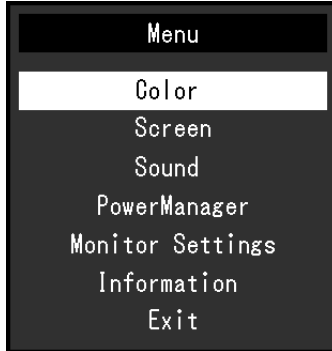 Menu
Color
Screen
Sound
PowerManager
Monitor Settings
Information
Exit